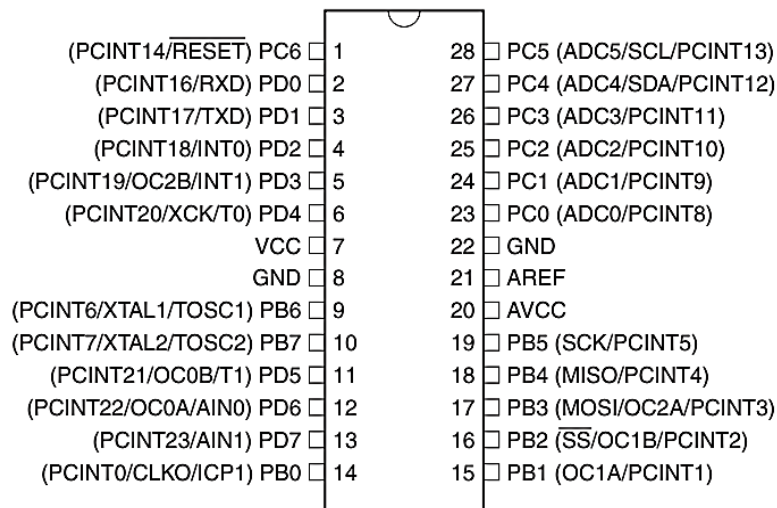 (PCINT14/RESET) PC6 1 28 PC5 (ADC5/SCL/PCINT13)
(PCINT16/RXD) PD0 2 27 PC4 (ADC4/SDA/PCINT12)
(PCINT17/TXD) PD1 3 26 PC3 (ADC3/PCINT11)
(PCINT18/INT0) PD2 4 25 PC2 (ADC2/PCINT10)
(PCINT19/OC2B/INT1) PD3 5 24 PC1 (ADC1/PCINT9)
(PCINT20/XCK/T0) PD4 6 23 PC0 (ADC0/PCINT8)
VCC 7 22 GND
GND 8 21 AREF
(PCINT6/XTAL1/TOSC1) PB6 9 20 AVCC
(PCINT7/XTAL2/TOSC2) PB7 10 19 PB5 (SCK/PCINT5)
(PCINT21/OC0B/T1) PD5 11 18 PB4 (MISO/PCINT4)
(PCINT22/OC0A/AIN0) PD6 12 17 PB3 (MOSI/OC2A/PCINT3)
(PCINT23/AIN1) PD7 13 16 PB2 (SS/OC1B/PCINT2)
(PCINT0/CLKO/ICP1) PB0 14 15 PB1 (OC1A/PCINT1)